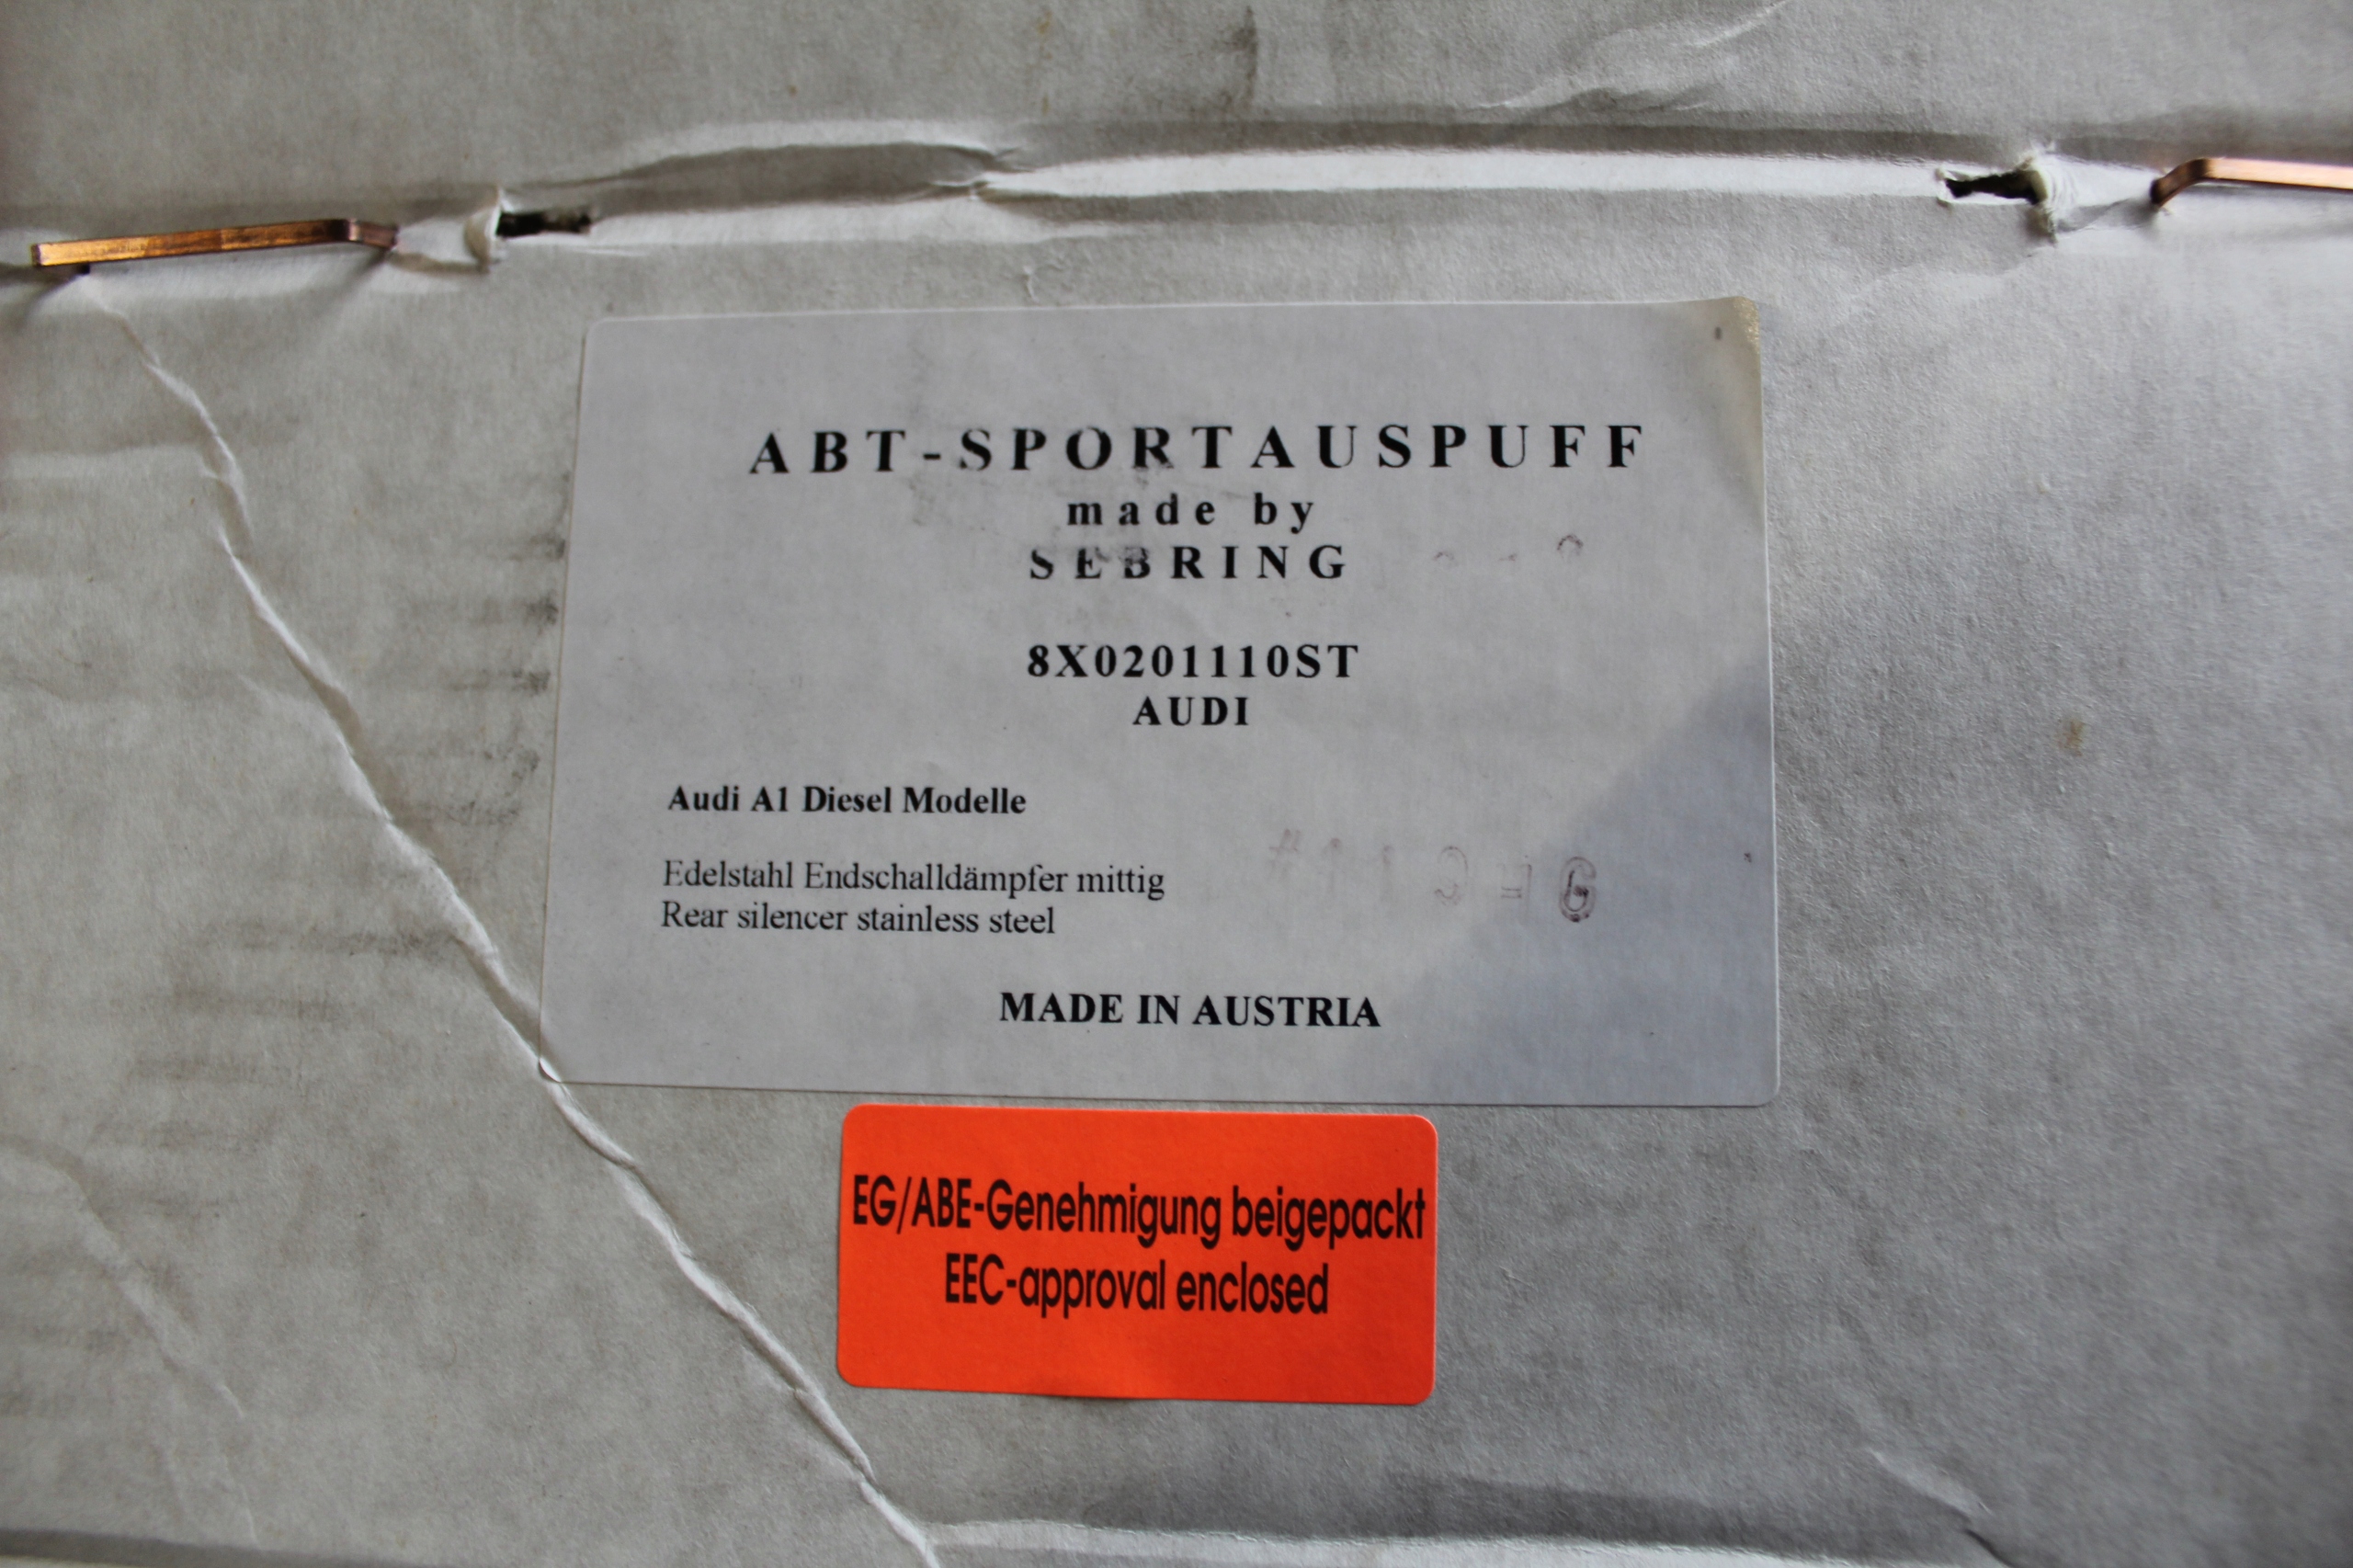 ABT-SPORTAUSPUFF
made by
SEBRING
8X0201110ST
AUDI
Audi A1 Diesel Modelle
Edelstahl Endschalldämpfer mittig
Rear silencer stainless steel
MADE IN AUSTRIA
EG/ABE-Genehmigung beigepackt
EEC-approval enclosed